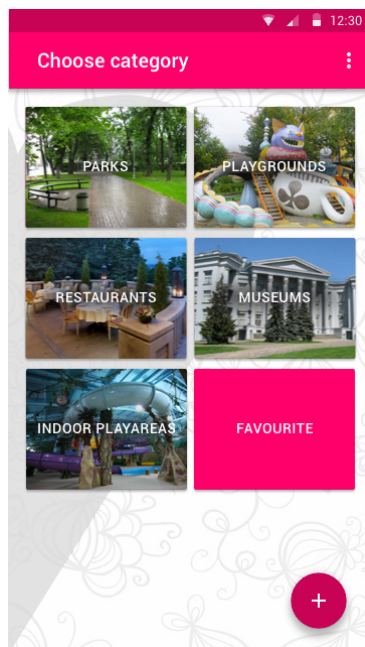 12:30
Choose category
PARKS
PLAYGROUNDS
RESTAURANTS
MUSEUMS
INDOOR PLAYAREAS
FAVOURITE
+